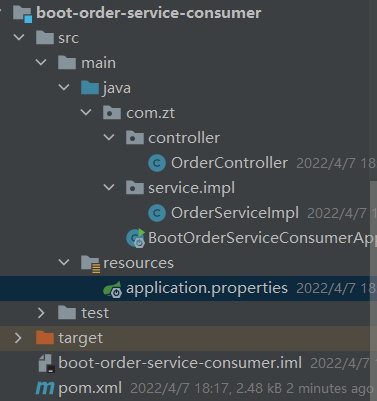 boot-order-service-consumer
src
main
java
com.zt
controller
OrderController 2022/4/7 18
service.impl
OrderServiceImpl 2022/4/7 18
BootOrderServiceConsumerApp
resources
application.properties 2022/4/7 18
test
target
boot-order-service-consumer.iml 2022/4/7 1
pom.xml 2022/4/7 18:17, 2.48 kB 2 minutes ago